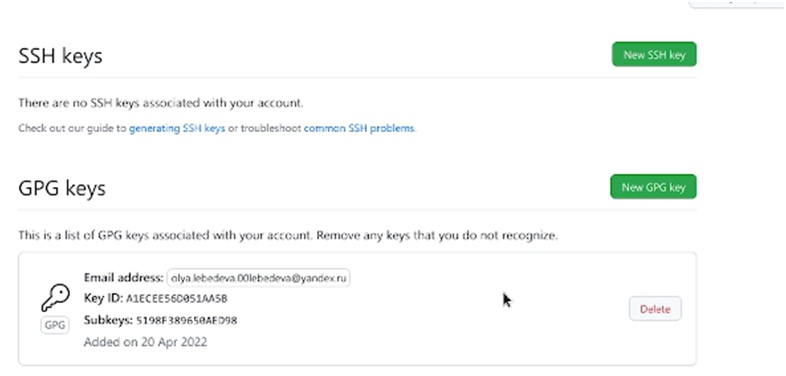 SSH keys
New SSH key
There are no SSH keys associated with your account.
Check out our guide to generating SSH keys or troubleshoot common SSH problems.
GPG keys
New GPG key
This is a list of GPG keys associated with your account. Remove any keys that you do not recognize.
Email address: olya.lebedeva.00lebedeva@yandex.ru
Key ID: A1ECEE56D051AA5B
GPG
Subkeys: 5198F389650AED98
Delete
Added on 20 Apr 2022